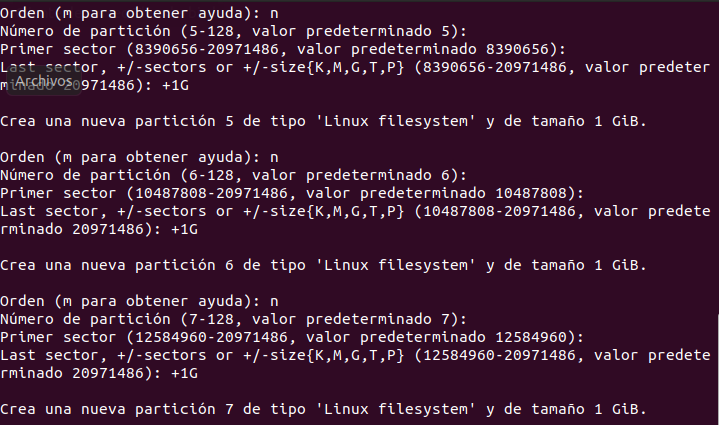 Orden (m para obtener ayuda): n
Número de partición (5-128, valor predeterminado 5):
Primer sector (8390656-20971486, valor predeterminado 8390656):
Last sector, +/-sectors or +/-size{K,M,G,T,P} (8390656-20971486, valor predeter
minado 20971486): +1G
Archivos
Crea una nueva partición 5 de tipo 'Linux filesystem' y de tamaño 1 GiB.
Orden (m para obtener ayuda): n
Número de partición (6-128, valor predeterminado 6):
Primer sector (10487808-20971486, valor predeterminado 10487808):
Last sector, +/-sectors or +/-size{K,M,G,T,P} (10487808-20971486, valor predete
rminado 20971486): +1G
Crea una nueva partición 6 de tipo 'Linux filesystem' y de tamaño 1 GiB.
Orden (m para obtener ayuda): n
Número de partición (7-128, valor predeterminado 7):
Primer sector (12584960-20971486, valor predeterminado 12584960):
Last sector, +/-sectors or +/-size{K,M,G,T,P} (12584960-20971486, valor predete
rminado 20971486): +1G
Crea una nueva partición 7 de tipo 'Linux filesystem' y de tamaño 1 GiB.